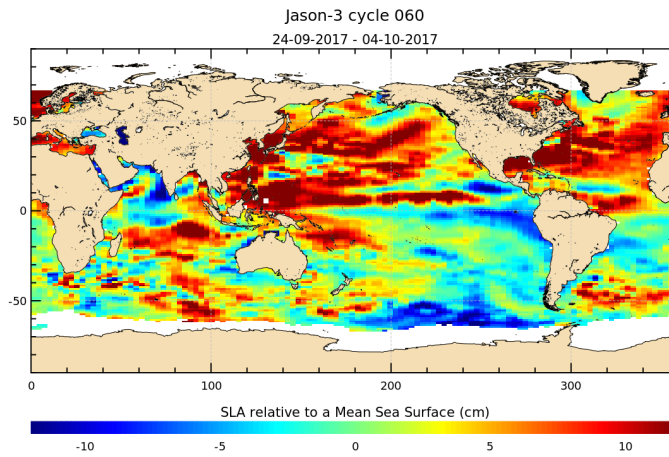 Jason-3 cycle 060
24-09-2017 - 04-10-2017
50
0
-50
0 100 200 300
SLA relative to a Mean Sea Surface (cm)
-10 -5 0 5 10